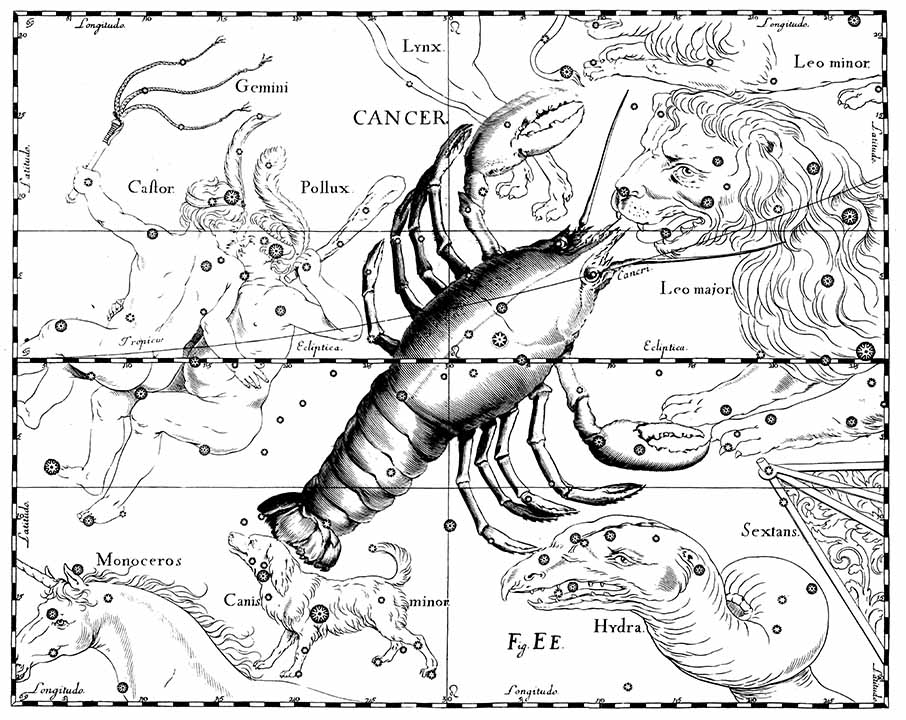 Longitudo.
Longitudo.
Lynx.
Leo minor.
Gemini
CANCER
Latitudo.
Latitudo.
Castor.
Pollux.
Cancri.
Leo major.
Tropicus
Ecliptica.
Ecliptica.
Latitudo.
Sextans.
Monoceros
Canis minor
Hydra.
Fig. EE.
Longitudo.
Longitudo.
Latitudo.